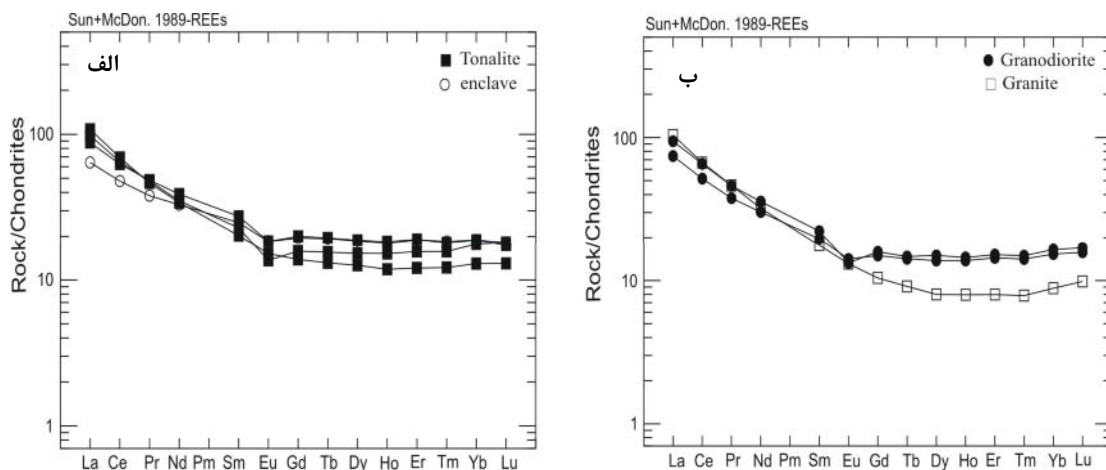 Sun+McDon. 1989-REEs
الف
Tonalite
enclave
Rock/Chondrites
100
10
1
La Ce Pr Nd Pm Sm Eu Gd Tb Dy Ho Er Tm Yb Lu
Sun+McDon. 1989-REEs
ب
Granodiorite
Granite
Rock/Chondrites
100
10
1
La Ce Pr Nd Pm Sm Eu Gd Tb Dy Ho Er Tm Yb Lu